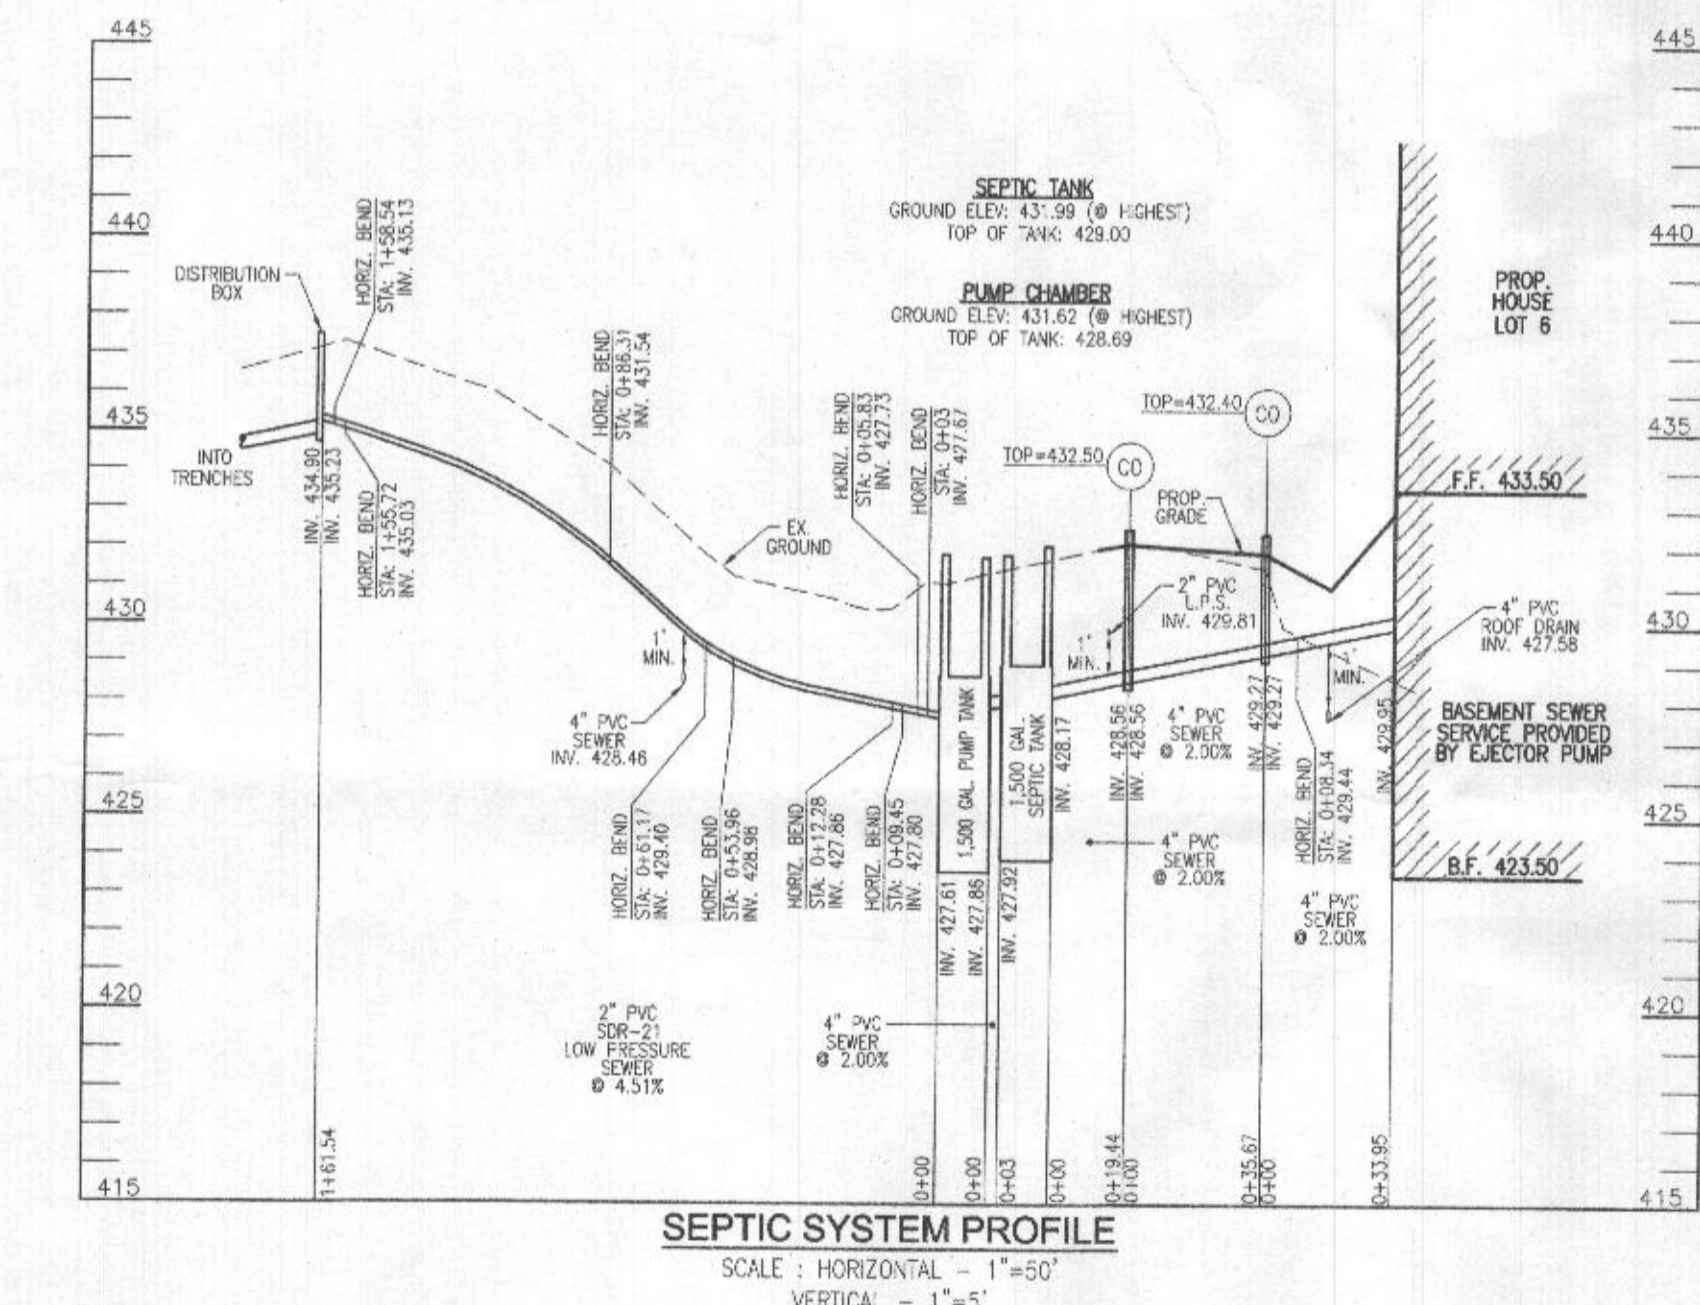 445
440
435
430
425
420
415
445
440
435
430
425
420
415
DISTRIBUTION
BOX
HORIZ. BEND
STA: 1+58.54
INV. 435.13
INTO
TRENCHES
INV. 434.90
INV. 435.23
HORIZ. BEND
STA: 1+55.72
INV. 435.03
HORIZ. BEND
STA: 0+86.31
INV. 431.54
EX.
GROUND
SEPTIC TANK
GROUND ELEV: 431.99 (@ HIGHEST)
TOP OF TANK: 429.00
PUMP CHAMBER
GROUND ELEV: 431.62 (@ HIGHEST)
TOP OF TANK: 428.69
HORIZ. BEND
STA: 0+05.83
INV. 427.73
HORIZ. BEND
STA: 0+03
INV. 427.67
TOP=432.50
CO
TOP=432.40
CO
PROP.
GRADE
2" PVC
L.P.S.
INV. 429.81
1'
MIN.
PROP.
HOUSE
LOT 6
F.F. 433.50
4" PVC
ROOF DRAIN
INV. 427.58
MIN.
BASEMENT SEWER
SERVICE PROVIDED
BY EJECTOR PUMP
B.F. 423.50
1'
MIN.
4" PVC
SEWER
INV. 428.46
HORIZ. BEND
STA: 0+61.17
INV. 429.40
HORIZ. BEND
STA: 0+53.96
INV. 428.98
HORIZ. BEND
STA: 0+12.28
INV. 427.86
HORIZ. BEND
STA: 0+09.45
INV. 427.80
1,500 GAL. PUMP TANK
1,500 GAL.
SEPTIC TANK
INV. 428.17
INV. 428.56
INV. 428.56
4" PVC
SEWER
@ 2.00%
INV. 429.27
INV. 429.27
HORIZ. BEND
STA: 0+08.34
INV. 429.44
INV. 429.95
4" PVC
SEWER
@ 2.00%
4" PVC
SEWER
@ 2.00%
INV. 427.61
INV. 427.86
INV. 427.92
2" PVC
SDR-21
LOW PRESSURE
SEWER
@ 4.51%
4" PVC
SEWER
@ 2.00%
1+61.54
0+00
0+00
0+03
0+00
0+19.44
0+00
0+35.67
0+00
0+33.95
SEPTIC SYSTEM PROFILE
SCALE : HORIZONTAL - 1"=50'
VERTICAL - 1"=5'